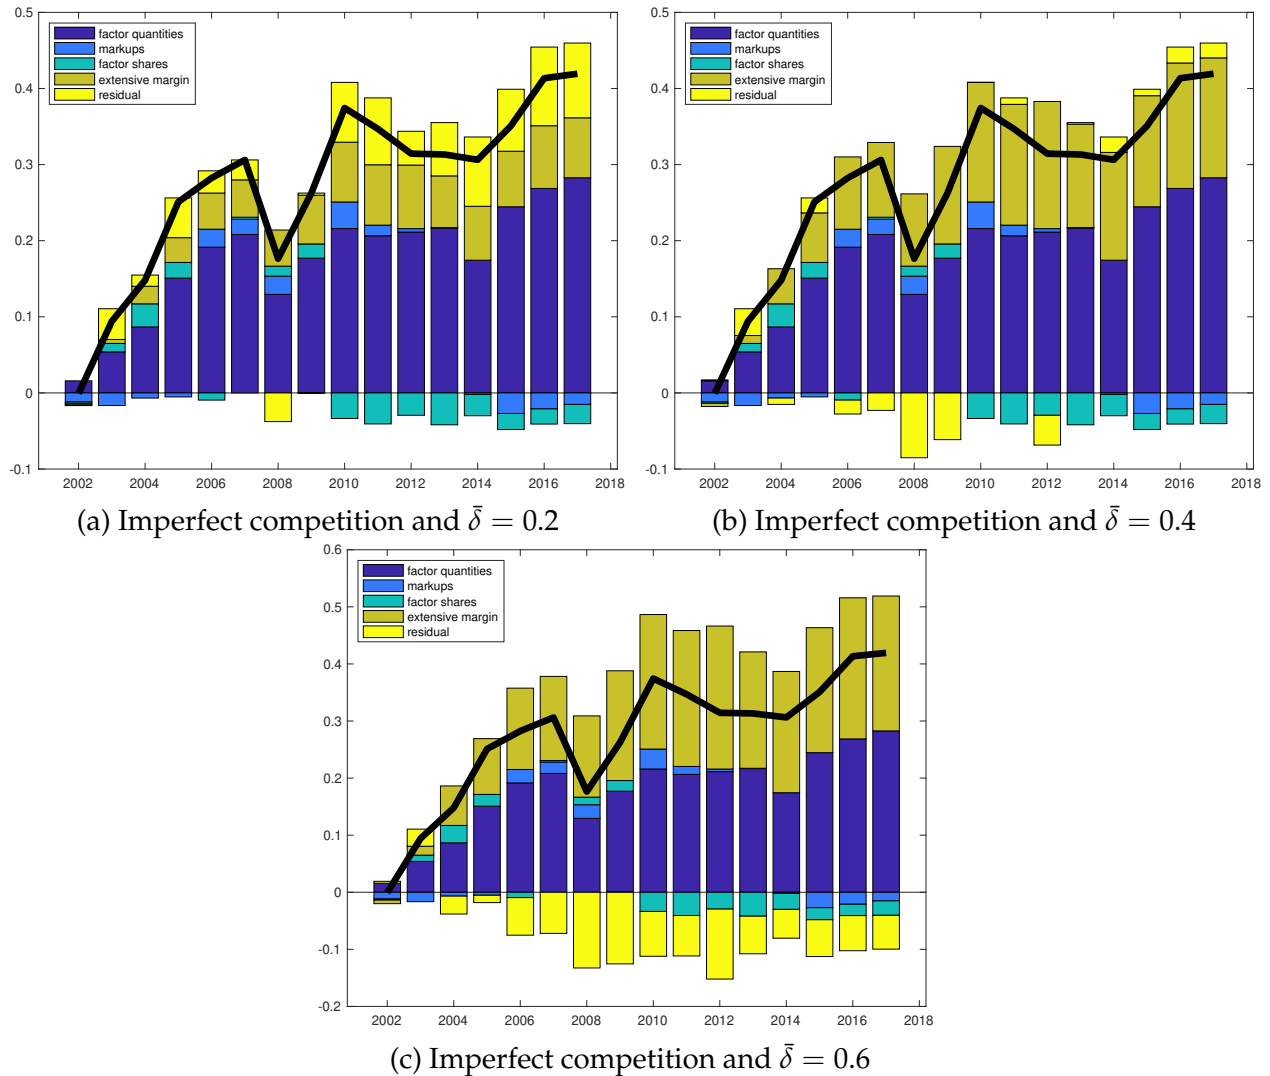 0.5
0.4
0.3
0.2
0.1
0
-0.1
factor quantities
markups
factor shares
extensive margin
residual
2002 2004 2006 2008 2010 2012 2014 2016 2018
(a) Imperfect competition and δ̄ = 0.2
0.5
0.4
0.3
0.2
0.1
0
-0.1
factor quantities
markups
factor shares
extensive margin
residual
2002 2004 2006 2008 2010 2012 2014 2016 2018
(b) Imperfect competition and δ̄ = 0.4
0.6
0.5
0.4
0.3
0.2
0.1
0
-0.1
-0.2
factor quantities
markups
factor shares
extensive margin
residual
2002 2004 2006 2008 2010 2012 2014 2016 2018
(c) Imperfect competition and δ̄ = 0.6